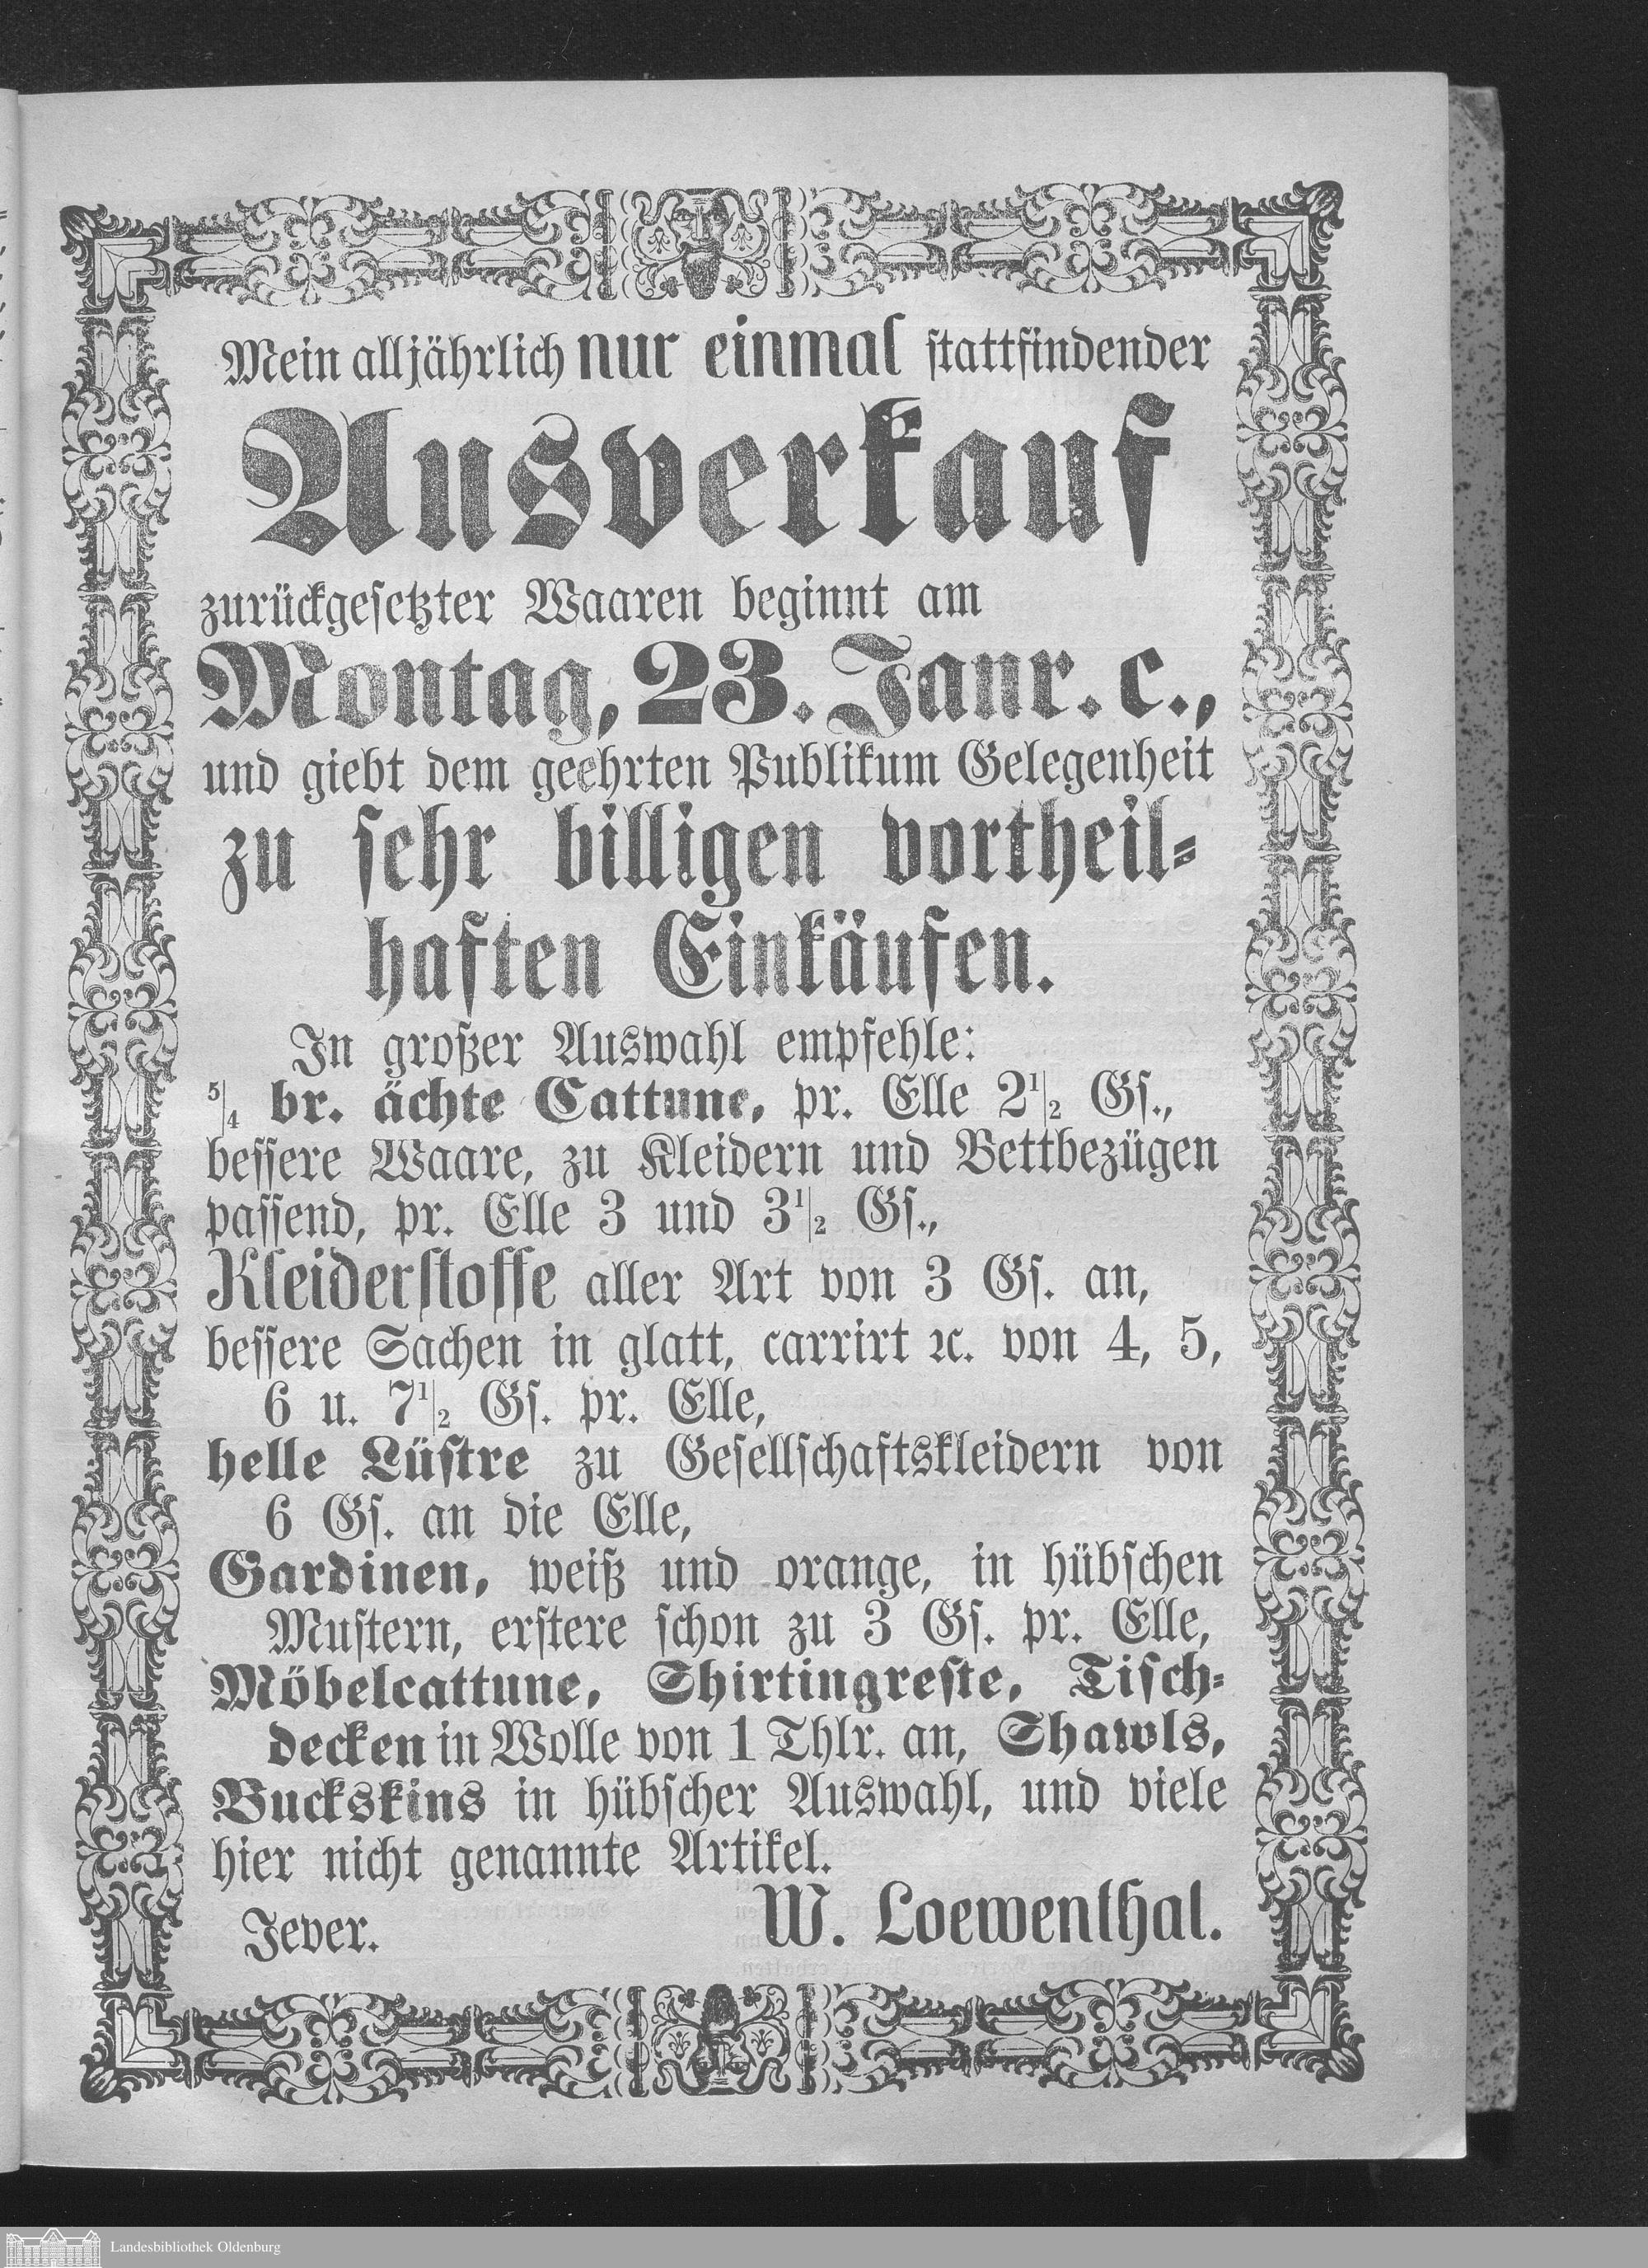 Mein alljährlich nur einmal stattfindender
Ausverkauf
zurückgesetzter Waaren beginnt am
Montag, 23. Janr. c.,
und giebt dem geehrten Publikum Gelegenheit
zu sehr billigen vortheil-
haften Einkäufen.
In großer Auswahl empfehle:
5/4 br. ächte Cattune, pr. Elle 2 1/2 Gs.,
bessere Waare, zu Kleidern und Bettbezügen
passend, pr. Elle 3 und 3 1/2 Gs.,
Kleiderstoffe aller Art von 3 Gs. an,
bessere Sachen in glatt, carrirt ꝛc. von 4, 5,
6 u. 7 1/2 Gs. pr. Elle,
helle Lüstre zu Gesellschaftskleidern von
6 Gs. an die Elle,
Gardinen, weiß und orange, in hübschen
Mustern, erstere schon zu 3 Gs. pr. Elle,
Möbelcattune, Shirtingreste, Tisch-
decken in Wolle von 1 Thlr. an, Shawls,
Buckskins in hübscher Auswahl, und viele
hier nicht genannte Artikel.
Jever. W. Loewenthal.
Landesbibliothek Oldenburg